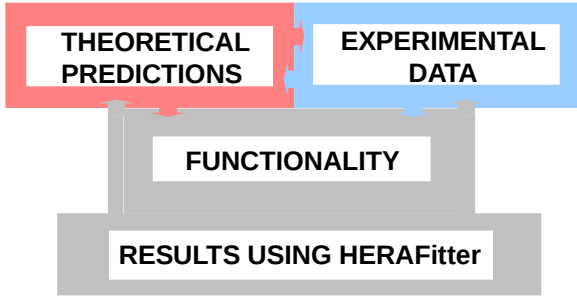 THEORETICAL
PREDICTIONS
EXPERIMENTAL
DATA
FUNCTIONALITY
RESULTS USING HERAFitter